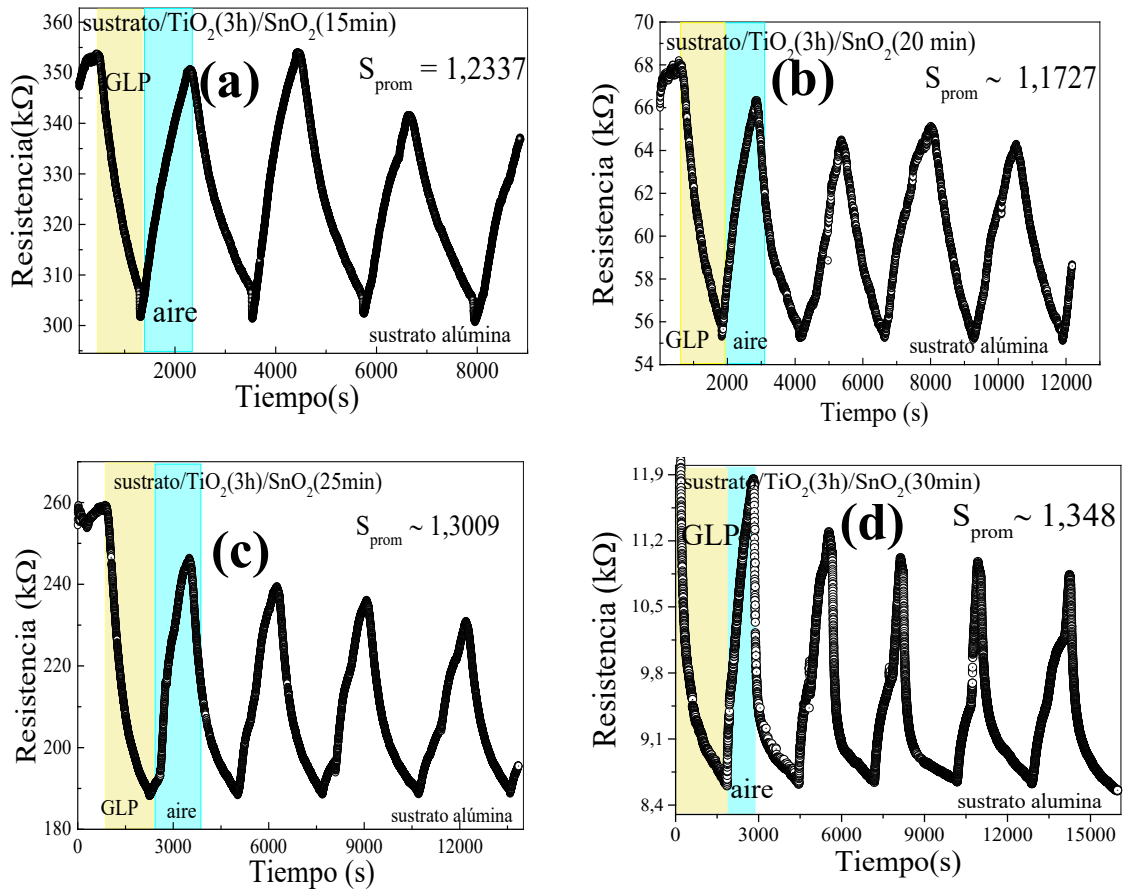 sustrato/TiO₂(3h)/SnO₂(15min)
(a)
GLP
S_prom = 1,2337
aire
sustrato alúmina
Resistencia(kΩ)
360
350
340
330
320
310
300
2000
4000
6000
8000
Tiempo(s)
sustrato/TiO₂(3h)/SnO₂(20 min)
(b)
S_prom ~ 1,1727
GLP
aire
sustrato alúmina
Resistencia (kΩ)
70
68
66
64
62
60
58
56
54
0
2000
4000
6000
8000
10000
12000
Tiempo (s)
sustrato/TiO₂(3h)/SnO₂(25min)
(c)
S_prom ~ 1,3009
GLP
aire
sustrato alúmina
Resistencia (kΩ)
260
240
220
200
180
0
3000
6000
9000
12000
Tiempo (s)
sustrato/TiO₂(3h)/SnO₂(30min)
(d)
GLP
S_prom ~ 1,348
aire
sustrato alumina
Resistencia (kΩ)
11,9
11,2
10,5
9,8
9,1
8,4
0
3000
6000
9000
12000
15000
Tiempo(s)